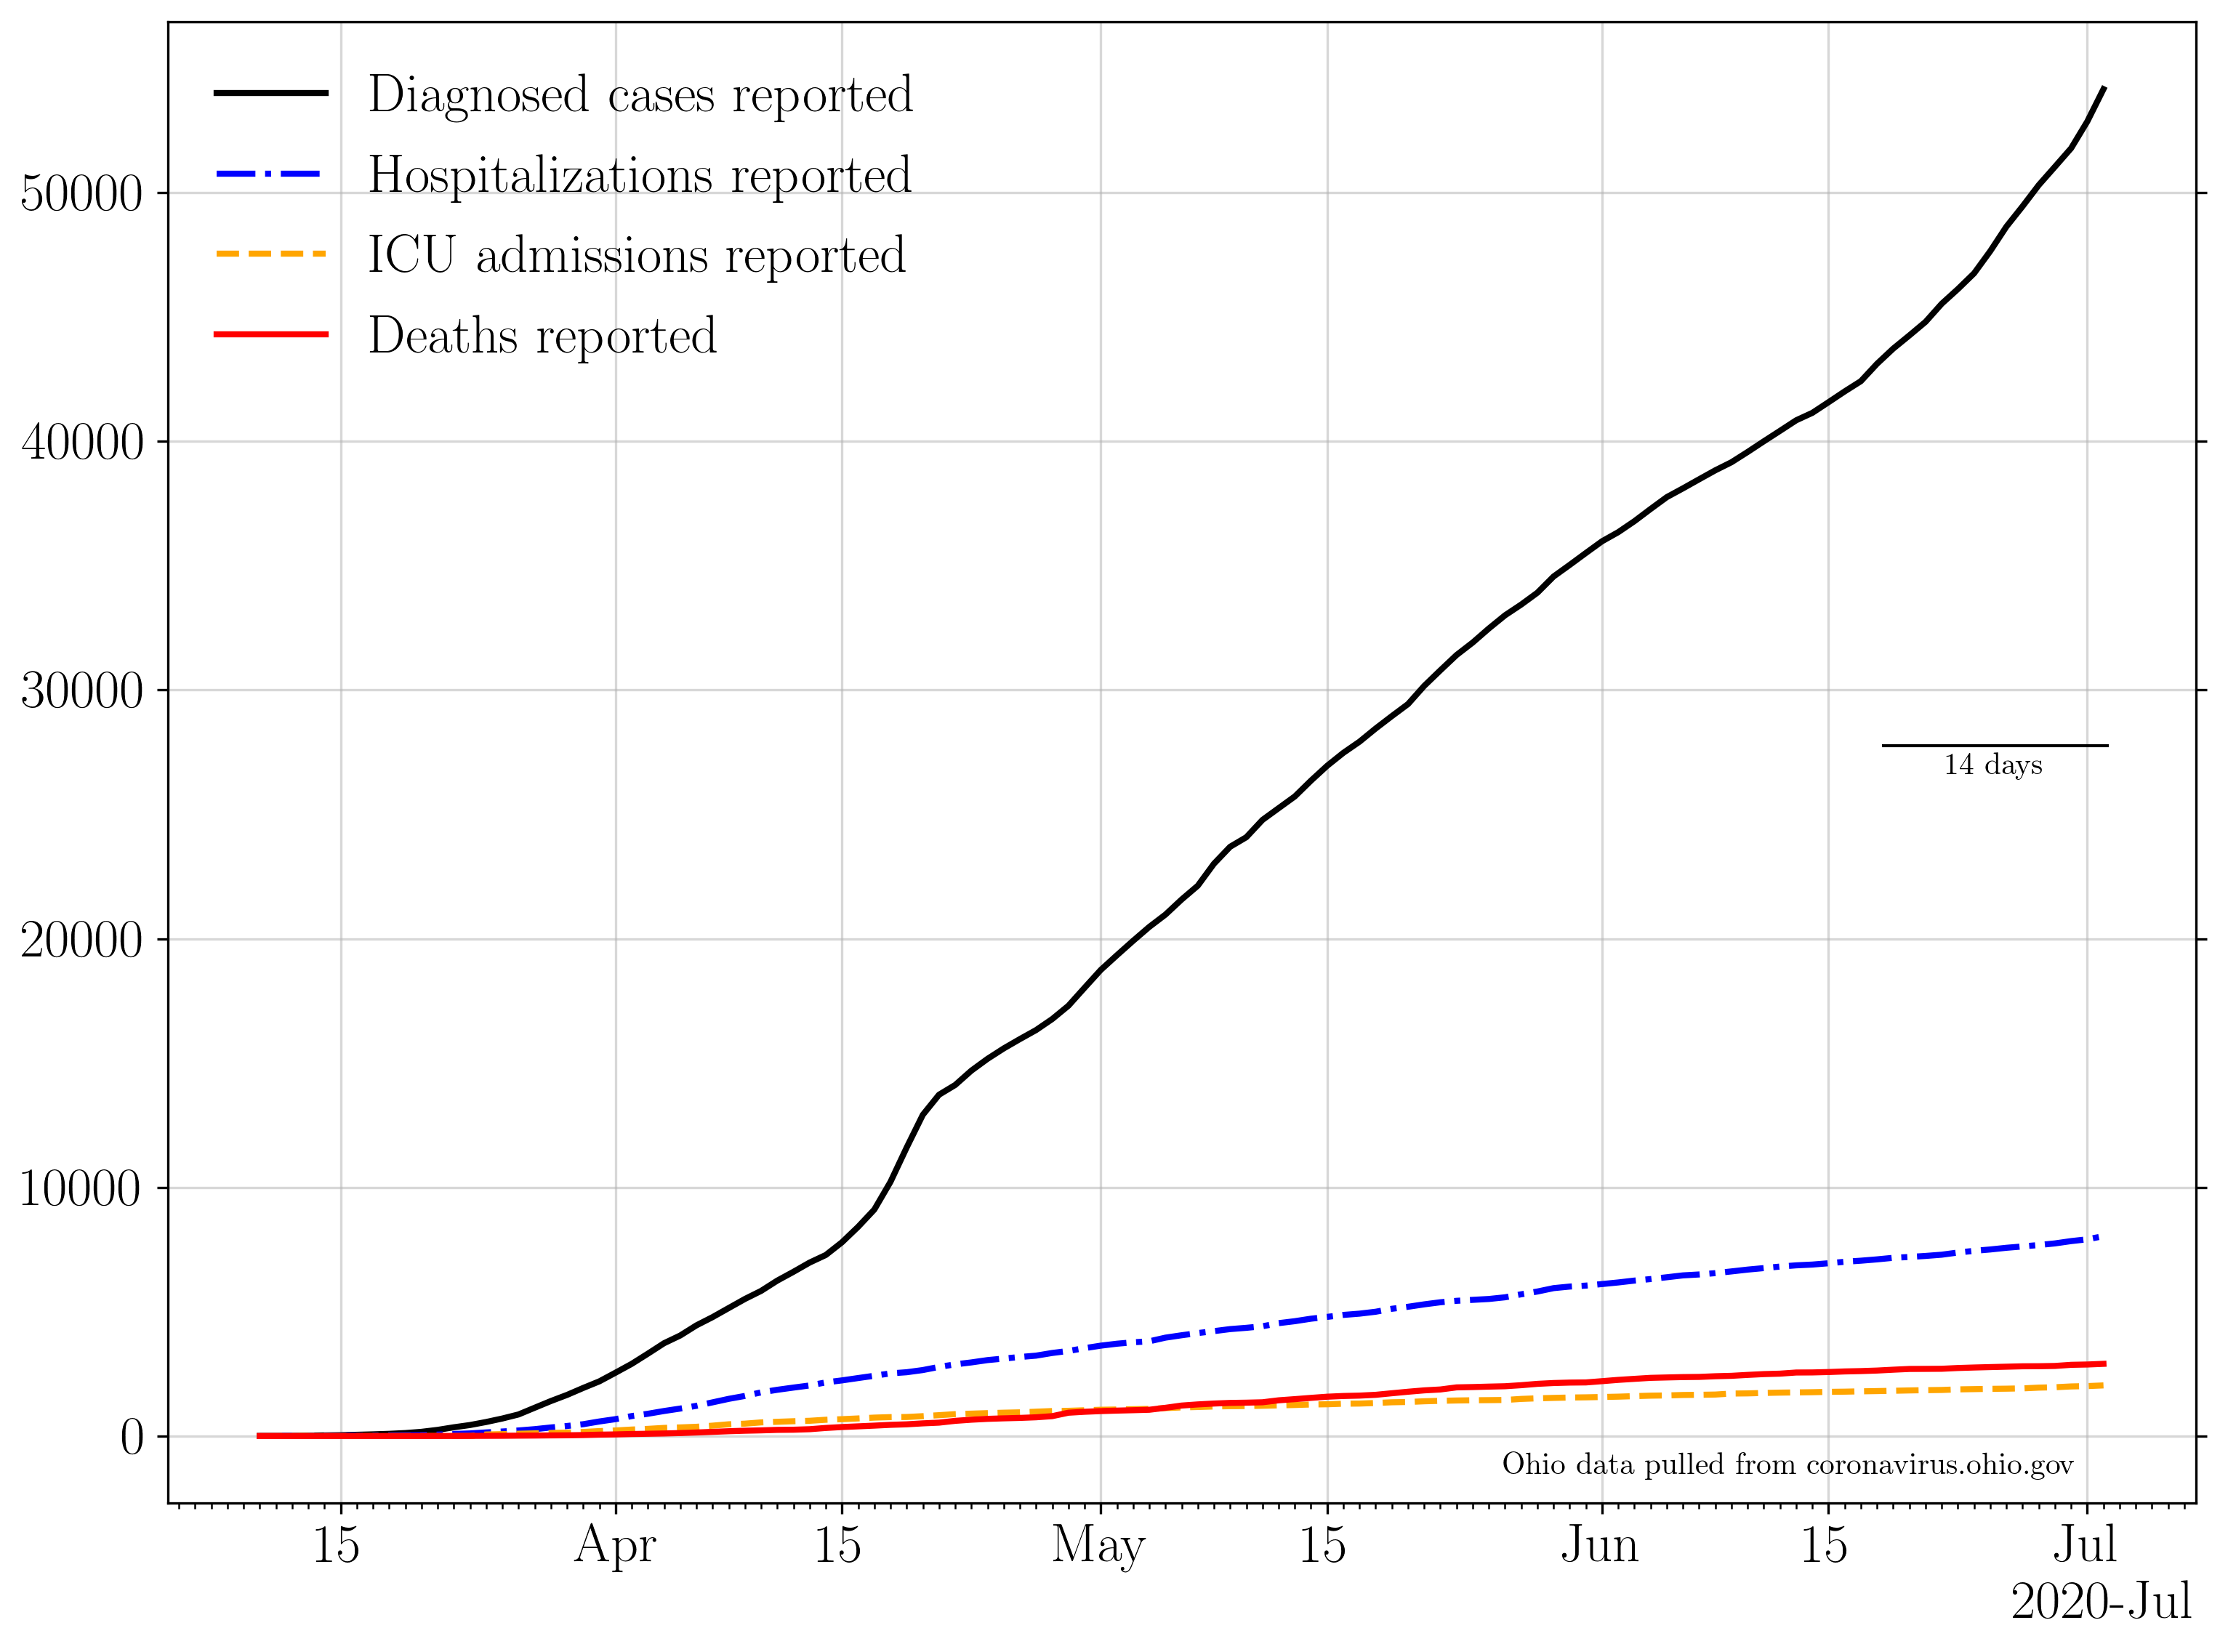 Diagnosed cases reported
Hospitalizations reported
ICU admissions reported
Deaths reported
50000
40000
30000
20000
10000
0
14 days
Ohio data pulled from coronavirus.ohio.gov
15 Apr 15 May 15 Jun 15 Jul
2020-Jul